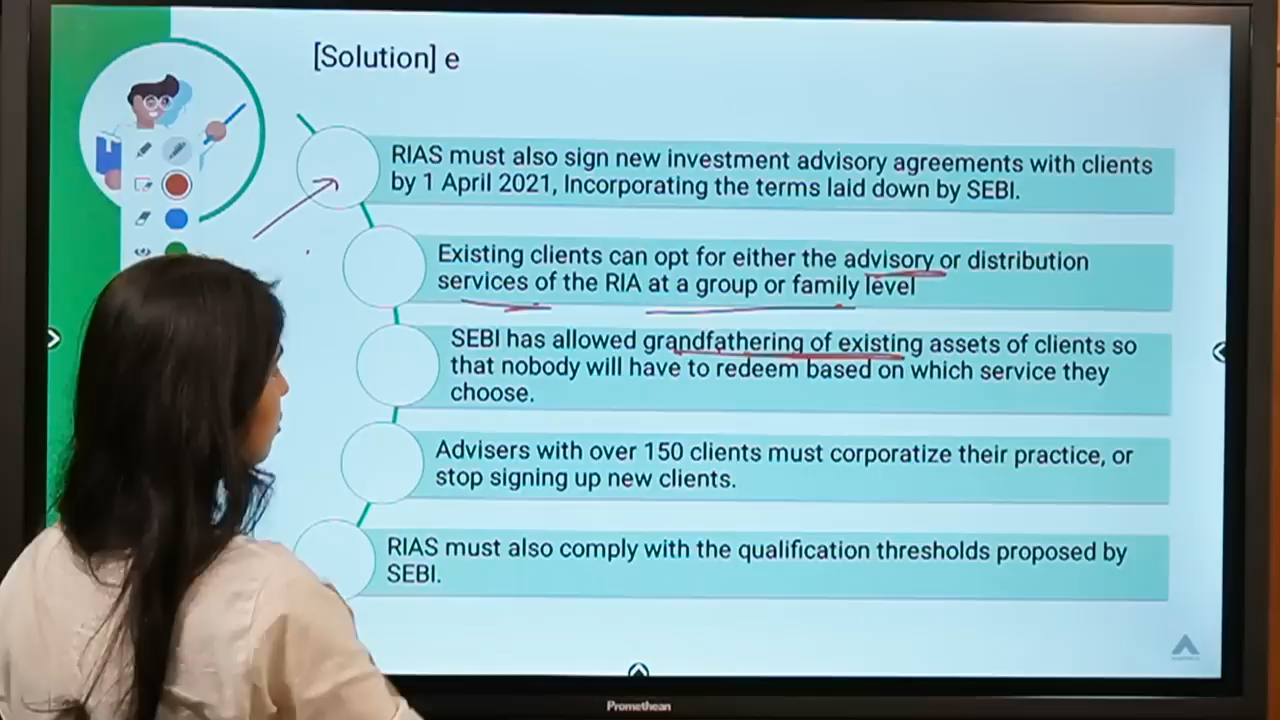 [Solution] e
RIAS must also sign new investment advisory agreements with clients
by 1 April 2021, Incorporating the terms laid down by SEBI.
Existing clients can opt for either the advisory or distribution
services of the RIA at a group or family level
SEBI has allowed grandfathering of existing assets of clients so
that nobody will have to redeem based on which service they
choose.
Advisers with over 150 clients must corporatize their practice, or
stop signing up new clients.
RIAS must also comply with the qualification thresholds proposed by
SEBI.
Promethean